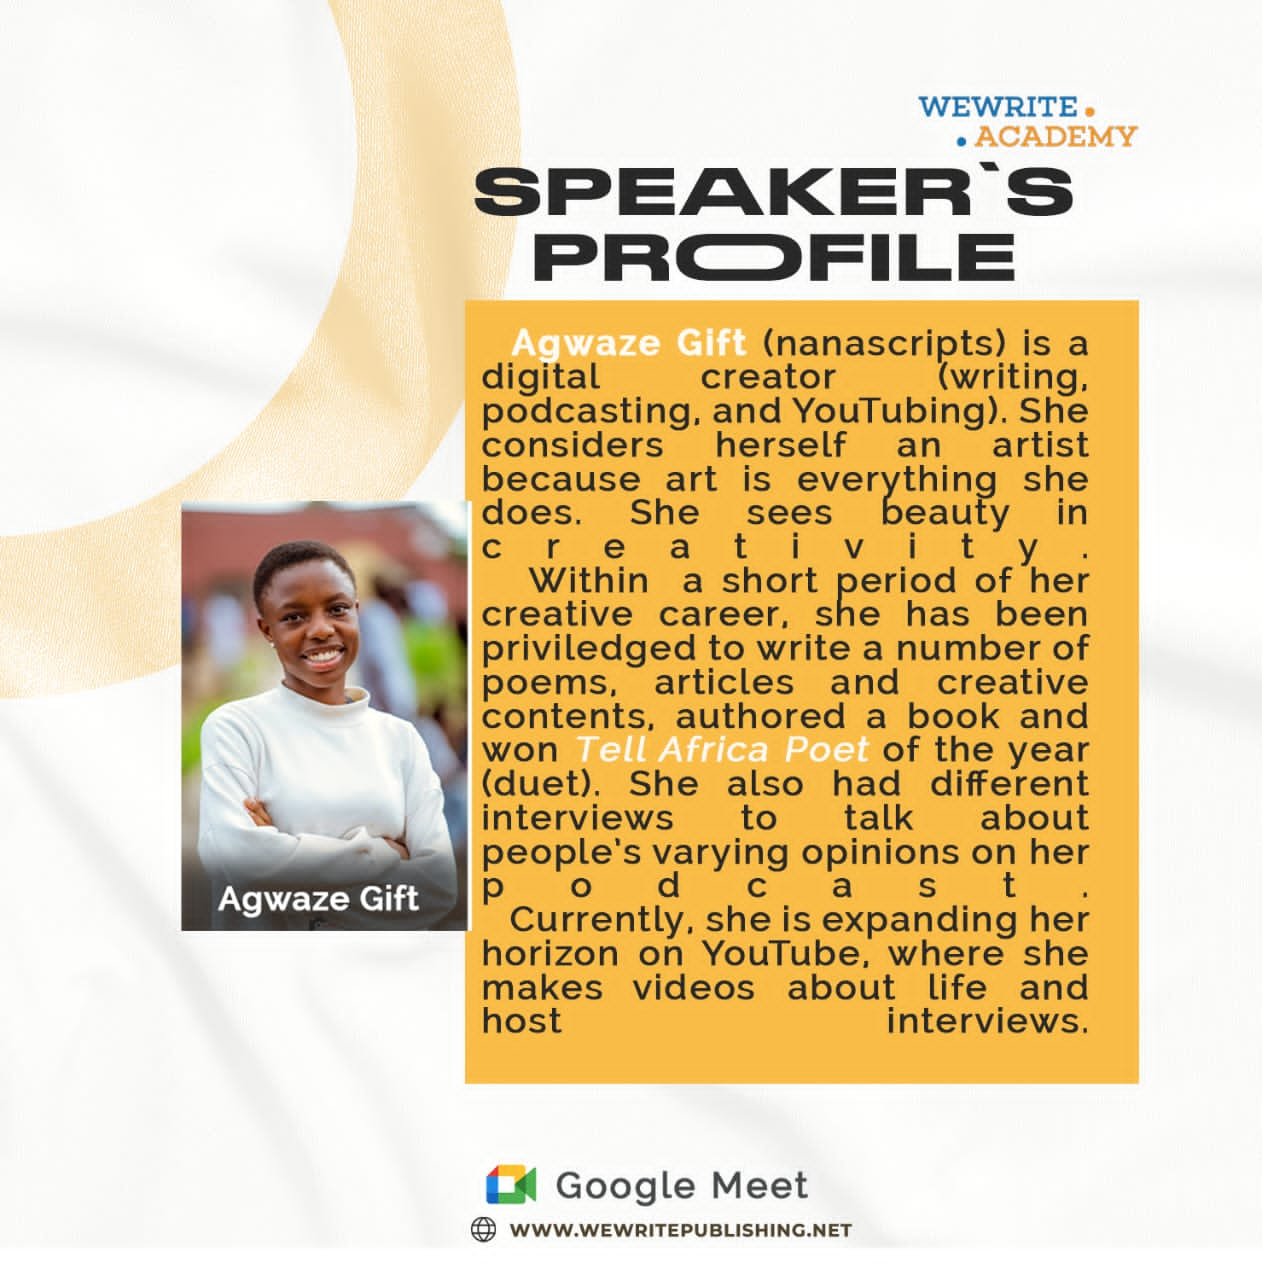 WEWRITE.
.ACADEMY
SPEAKER`S
PROFILE
Agwaze Gift (nanascripts) is a
digital creator (writing,
podcasting, and YouTubing). She
considers herself an artist
because art is everything she
does. She sees beauty in
creativity.
Within a short period of her
creative career, she has been
priviledged to write a number of
poems, articles and creative
contents, authored a book and
won Tell Africa Poet of the year
(duet). She also had different
interviews to talk about
people's varying opinions on her
podcast.
Currently, she is expanding her
horizon on YouTube, where she
makes videos about life and
host interviews.
Agwaze Gift
Google Meet
WWW.WEWRITEPUBLISHING.NET